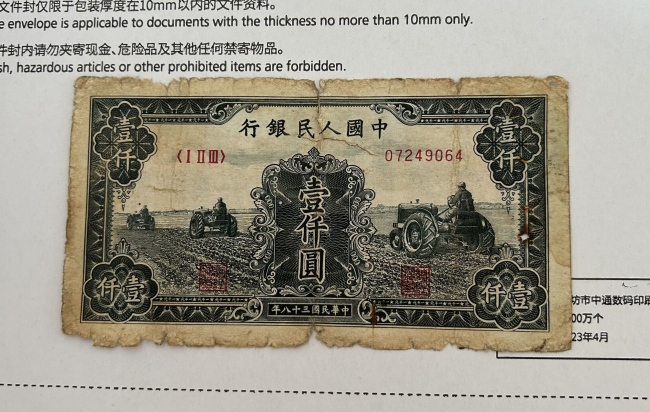 文件封仅限于包装厚度在10mm以内的文件资料。
e envelope is applicable to documents with the thickness no more than 10mm only.
件封内请勿夹寄现金、危险品及其他任何禁寄物品。
sh, hazardous articles or other prohibited items are forbidden.
中國人民銀行
壹仟
壹仟
〈I II III〉
07249064
壹仟圓
壹仟
壹仟
中華民國三十八年
坊市中通数码印
00万个
23年4月